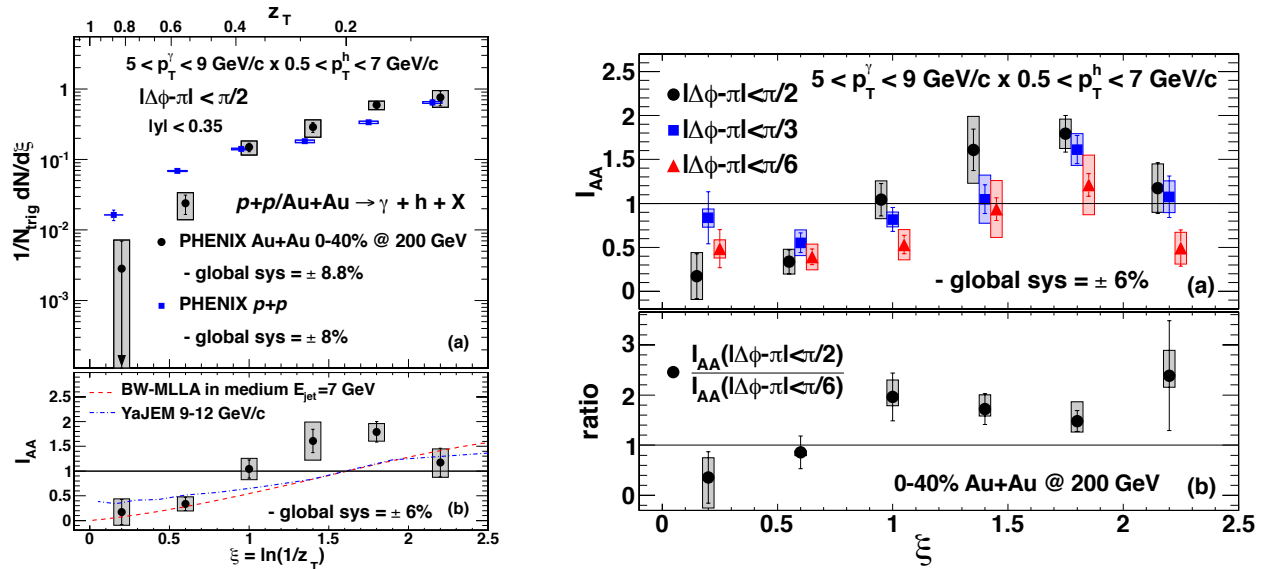 z_T
1 0.8 0.6 0.4 0.2
5 < p_T^γ < 9 GeV/c x 0.5 < p_T^h < 7 GeV/c
|Δϕ-π| < π/2
|y| < 0.35
1
10^-1
10^-2
10^-3
1/N_trig dN/dξ
p+p/Au+Au → γ + h + X
PHENIX Au+Au 0-40% @ 200 GeV
- global sys = ± 8.8%
PHENIX p+p
- global sys = ± 8%
(a)
BW-MLLA in medium E_jet=7 GeV
YaJEM 9-12 GeV/c
2
1.5
1
0.5
0
I_AA
- global sys = ± 6%
(b)
0 0.5 1 1.5 2 2.5
ξ = ln(1/z_T)
5 < p_T^γ < 9 GeV/c x 0.5 < p_T^h < 7 GeV/c
|Δϕ-π|<π/2
|Δϕ-π|<π/3
|Δϕ-π|<π/6
2.5
2
1.5
1
0.5
0
I_AA
- global sys = ± 6%
(a)
I_AA(|Δϕ-π|<π/2)
I_AA(|Δϕ-π|<π/6)
3
2
1
0
ratio
0-40% Au+Au @ 200 GeV
(b)
0 0.5 1 1.5 2 2.5
ξ